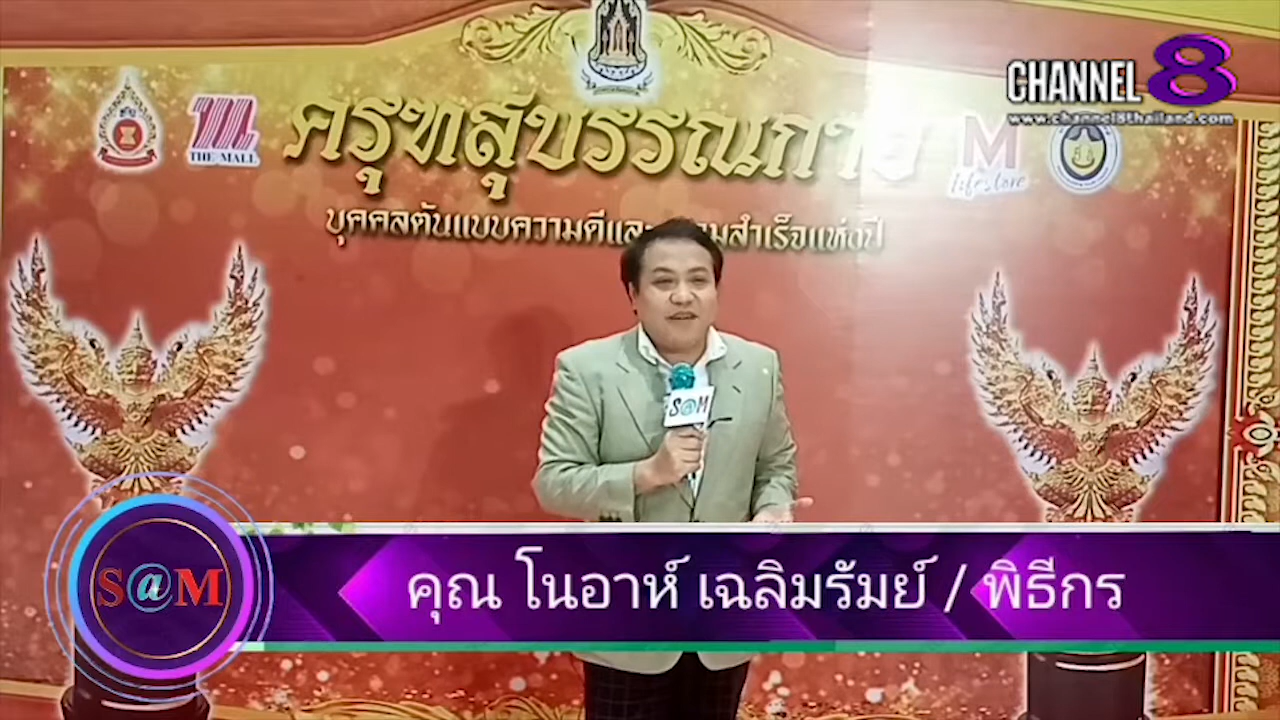 CHANNEL 8
www.channel8thailand.com
THE MALL
ครุฑสุบรรณกาย
M
lifestore
บุคคลต้นแบบความดีและ สำเร็จแห่งปี
S@M
S@M
คุณ โนอาห์ เฉลิมรัมย์ / พิธีกร